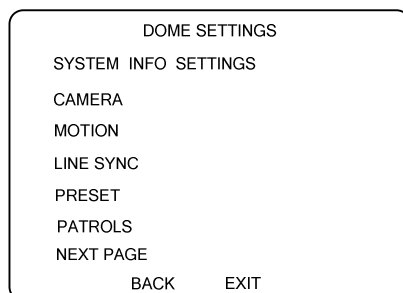 DOME SETTINGS
SYSTEM INFO SETTINGS
CAMERA
MOTION
LINE SYNC
PRESET
PATROLS
NEXT PAGE
BACK EXIT